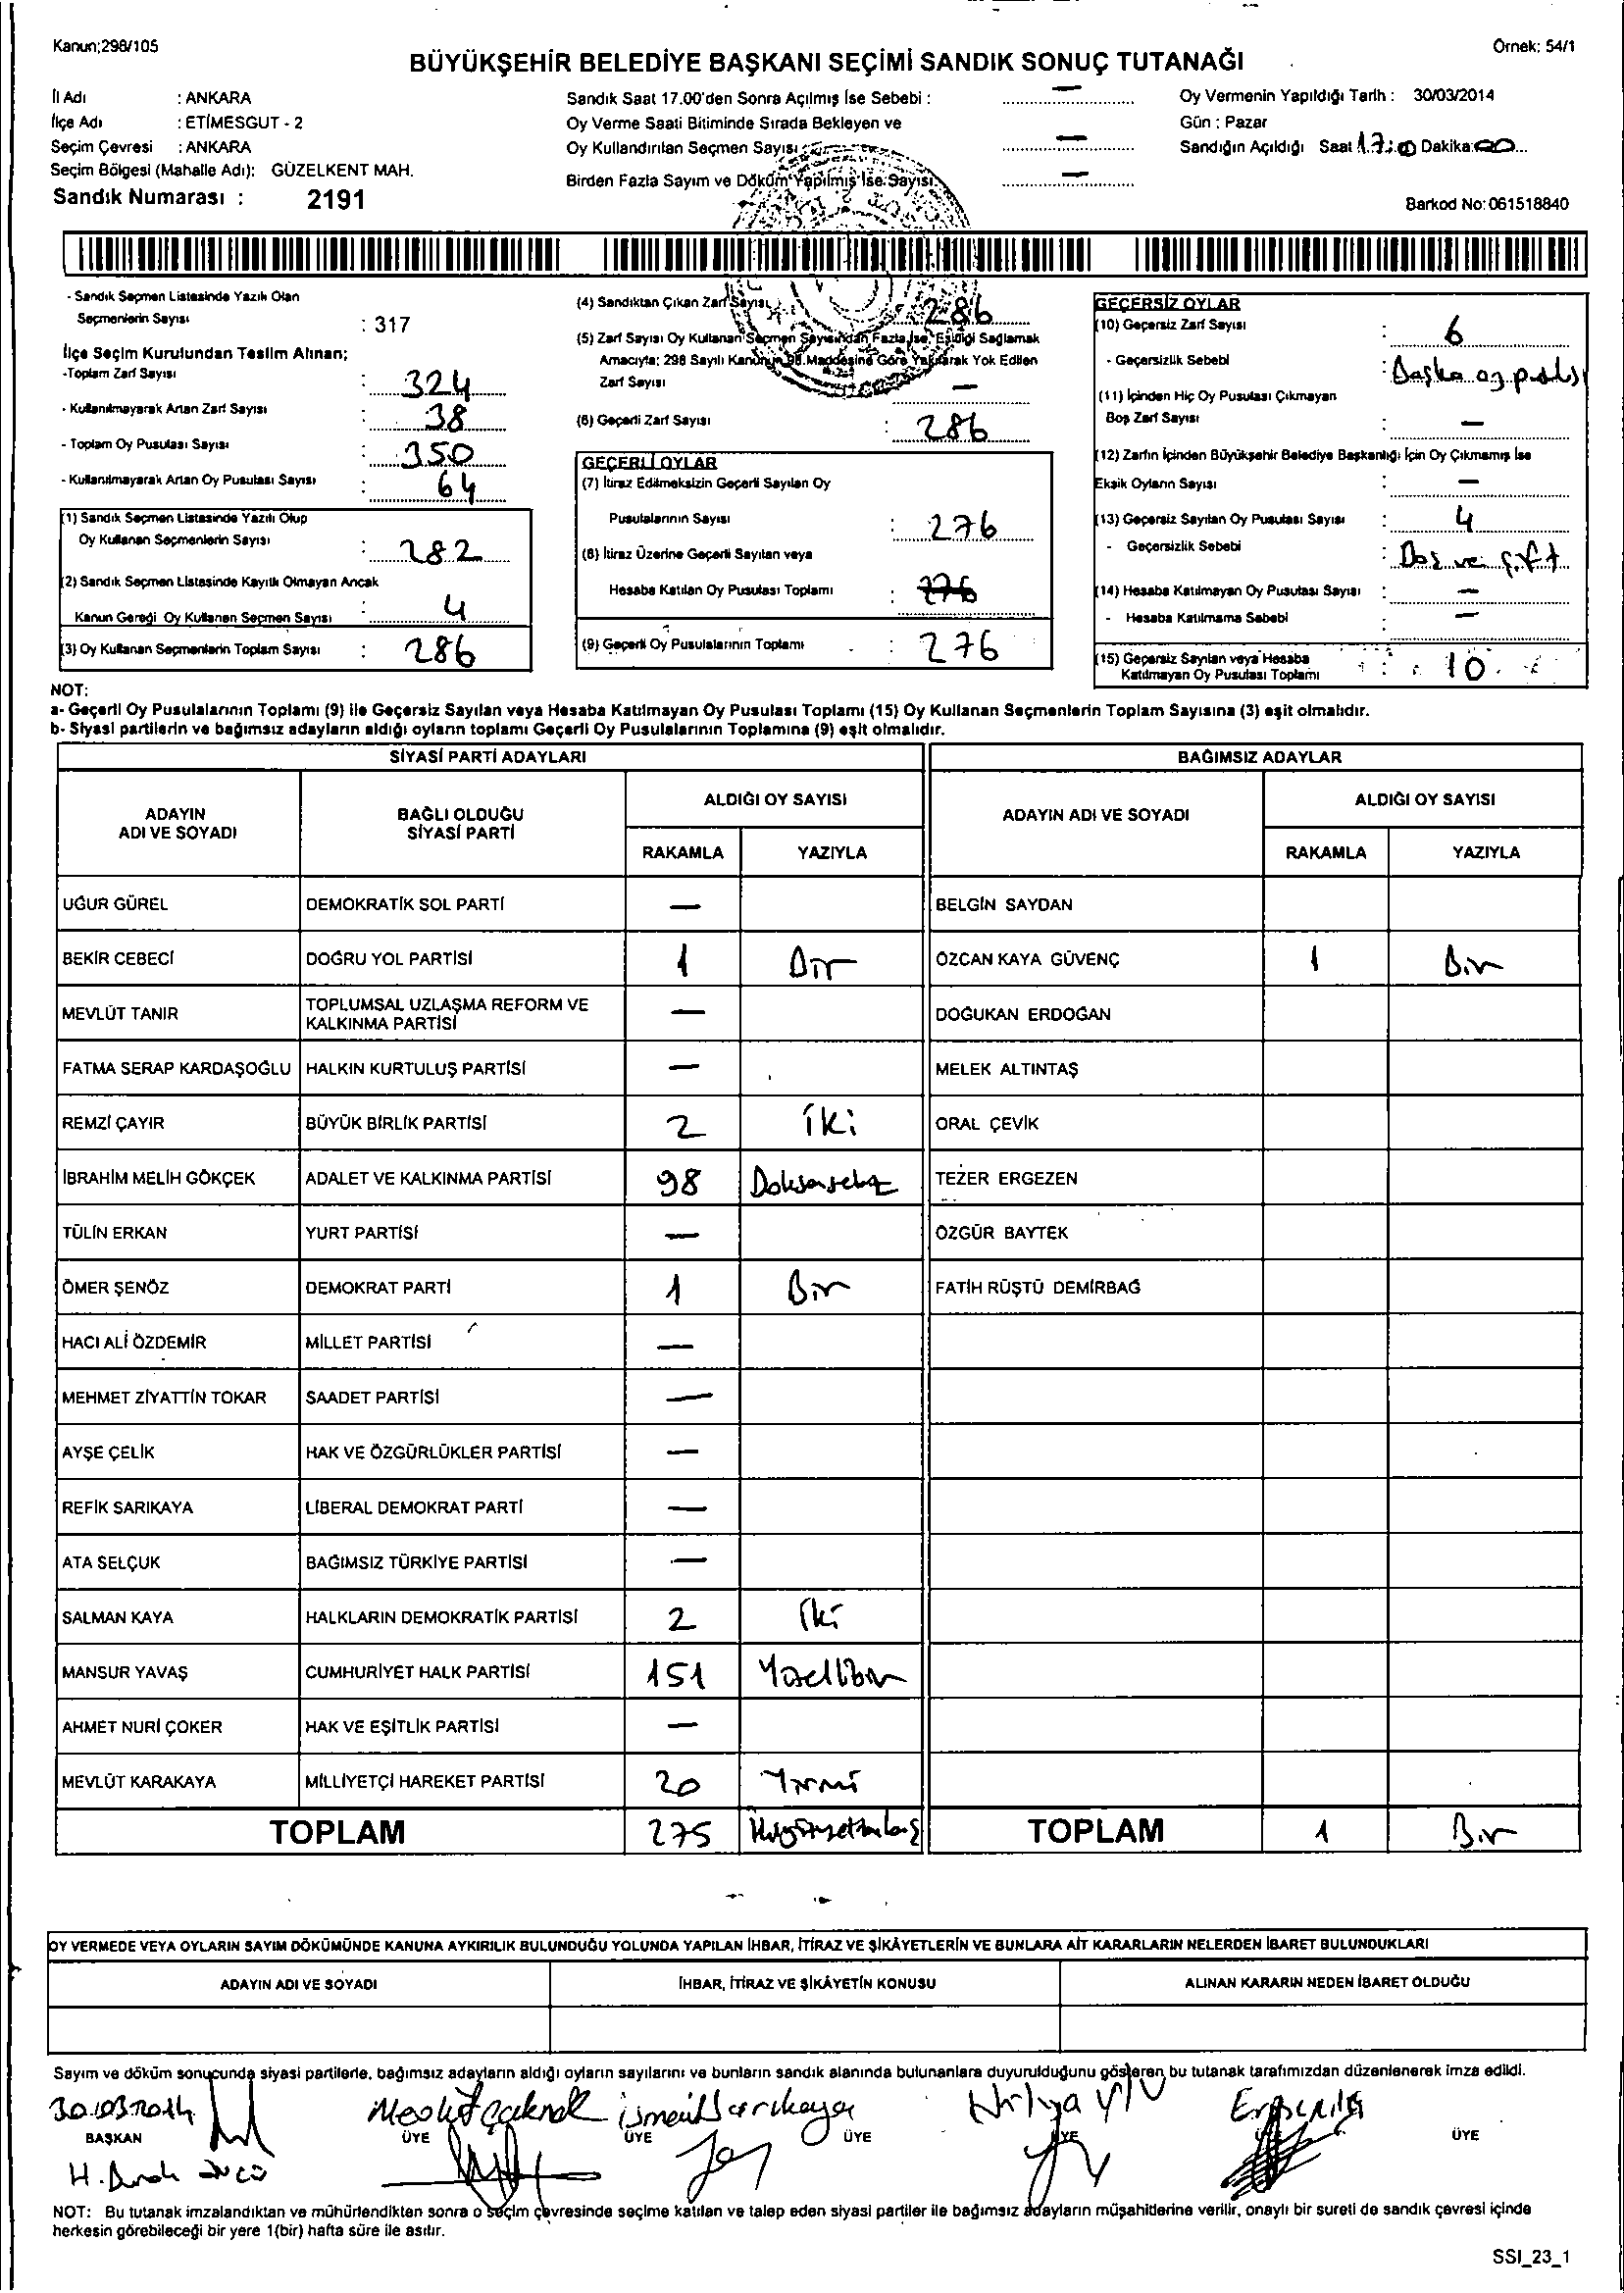 Kanun;298/105
Örnek: 54/1
BÜYÜKŞEHİR BELEDİYE BAŞKANI SEÇİMİ SANDIK SONUÇ TUTANAĞI
İl Adı : ANKARA
İlçe Adı : ETİMESGUT - 2
Seçim Çevresi : ANKARA
Seçim Bölgesi (Mahalle Adı): GÜZELKENT MAH.
Sandık Numarası : 2191
Sandık Saat 17.00'den Sonra Açılmış İse Sebebi : —
Oy Verme Saati Bitiminde Sırada Bekleyen ve
Oy Kullandırılan Seçmen Sayısı : —
Birden Fazla Sayım ve Döküm Yapılmış İse Sayısı: —
Oy Vermenin Yapıldığı Tarih : 30/03/2014
Gün : Pazar
Sandığın Açıldığı Saat 17:00 Dakika:00
Barkod No: 061518840
- Sandık Seçmen Listesinde Yazılı Olan
Seçmenlerin Sayısı : 317
İlçe Seçim Kurulundan Teslim Alınan;
-Toplam Zarf Sayısı : 324
- Kullanılmayarak Artan Zarf Sayısı : 38
- Toplam Oy Pusulası Sayısı : 350
- Kullanılmayarak Artan Oy Pusulası Sayısı : 64
(1) Sandık Seçmen Listesinde Yazılı Olup
Oy Kullanan Seçmenlerin Sayısı : 282
(2) Sandık Seçmen Listesinde Kayıtlı Olmayan Ancak
Kanun Gereği Oy Kullanan Seçmen Sayısı : 4
(3) Oy Kullanan Seçmenlerin Toplam Sayısı : 286
(4) Sandıktan Çıkan Zarf Sayısı : 286
(5) Zarf Sayısı Oy Kullanan Seçmen Sayısından Fazla İse, Eşitliği Sağlamak
Amacıyla; 298 Sayılı Kanunun 98.Maddesine Göre Yakılarak Yok Edilen
Zarf Sayısı —
(6) Geçerli Zarf Sayısı : 286
GEÇERLİ OYLAR
(7) İtiraz Edilmeksizin Geçerli Sayılan Oy
Pusulalarının Sayısı : 276
(8) İtiraz Üzerine Geçerli Sayılan veya
Hesaba Katılan Oy Pusulası Toplamı : 276
(9) Geçerli Oy Pusulalarının Toplamı : 276
GEÇERSİZ OYLAR
(10) Geçersiz Zarf Sayısı : 6
- Geçersizlik Sebebi : Başka oy pusulası
(11) İçinden Hiç Oy Pusulası Çıkmayan
Boş Zarf Sayısı : —
(12) Zarfın İçinden Büyükşehir Belediye Başkanlığı İçin Oy Çıkmamış İse
Eksik Oyların Sayısı : —
(13) Geçersiz Sayılan Oy Pusulası Sayısı : 4
- Geçersizlik Sebebi : Boş ve çift
(14) Hesaba Katılmayan Oy Pusulası Sayısı : —
- Hesaba Katılmama Sebebi : —
(15) Geçersiz Sayılan veya Hesaba
Katılmayan Oy Pusulası Toplamı : 10
NOT:
a- Geçerli Oy Pusulalarının Toplamı (9) ile Geçersiz Sayılan veya Hesaba Katılmayan Oy Pusulası Toplamı (15) Oy Kullanan Seçmenlerin Toplam Sayısına (3) eşit olmalıdır.
b- Siyasi partilerin ve bağımsız adayların aldığı oyların toplamı Geçerli Oy Pusulalarının Toplamına (9) eşit olmalıdır.
SİYASİ PARTİ ADAYLARI BAĞIMSIZ ADAYLAR
ADAYIN ADI VE SOYADI BAĞLI OLDUĞU SİYASİ PARTİ ALDIĞI OY SAYISI ADAYIN ADI VE SOYADI ALDIĞI OY SAYISI
RAKAMLA YAZIYLA RAKAMLA YAZIYLA
UĞUR GÜREL DEMOKRATİK SOL PARTİ — BELGİN SAYDAN
BEKİR CEBECİ DOĞRU YOL PARTİSİ 1 Bir ÖZCAN KAYA GÜVENÇ 1 Bir
MEVLÜT TANIR TOPLUMSAL UZLAŞMA REFORM VE KALKINMA PARTİSİ — DOĞUKAN ERDOĞAN
FATMA SERAP KARDAŞOĞLU HALKIN KURTULUŞ PARTİSİ — MELEK ALTINTAŞ
REMZİ ÇAYIR BÜYÜK BİRLİK PARTİSİ 2 İki ORAL ÇEVİK
İBRAHİM MELİH GÖKÇEK ADALET VE KALKINMA PARTİSİ 98 Doksansekiz TEZER ERGEZEN
TÜLİN ERKAN YURT PARTİSİ — ÖZGÜR BAYTEK
ÖMER ŞENÖZ DEMOKRAT PARTİ 1 Bir FATİH RÜŞTÜ DEMİRBAĞ
HACI ALİ ÖZDEMİR MİLLET PARTİSİ —
MEHMET ZİYATTİN TOKAR SAADET PARTİSİ —
AYŞE ÇELİK HAK VE ÖZGÜRLÜKLER PARTİSİ —
REFİK SARIKAYA LİBERAL DEMOKRAT PARTİ —
ATA SELÇUK BAĞIMSIZ TÜRKİYE PARTİSİ —
SALMAN KAYA HALKLARIN DEMOKRATİK PARTİSİ 2 İki
MANSUR YAVAŞ CUMHURİYET HALK PARTİSİ 151 Yüzellibir
AHMET NURİ ÇOKER HAK VE EŞİTLİK PARTİSİ —
MEVLÜT KARAKAYA MİLLİYETÇİ HAREKET PARTİSİ 20 Yirmi
TOPLAM 275 İkiyüzyetmişbeş TOPLAM 1 Bir
OY VERMEDE VEYA OYLARIN SAYIM DÖKÜMÜNDE KANUNA AYKIRILIK BULUNDUĞU YOLUNDA YAPILAN İHBAR, İTİRAZ VE ŞİKÂYETLERİN VE BUNLARA AİT KARARLARIN NELERDEN İBARET BULUNDUKLARI
ADAYIN ADI VE SOYADI İHBAR, İTİRAZ VE ŞİKÂYETİN KONUSU ALINAN KARARIN NEDEN İBARET OLDUĞU
Sayım ve döküm sonucunda siyasi partilerle, bağımsız adayların aldığı oyların sayılarını ve bunların sandık alanında bulunanlara duyurulduğunu gösteren bu tutanak tarafımızdan düzenlenerek imza edildi.
30.03.2014 Mevlüt İsmail Sarıkaya Hülya
BAŞKAN ÜYE ÜYE ÜYE ÜYE ÜYE ÜYE
NOT: Bu tutanak imzalandıktan ve mühürlendikten sonra o seçim çevresinde seçime katılan ve talep eden siyasi partiler ile bağımsız adayların müşahitlerine verilir, onaylı bir sureti de sandık çevresi içinde
herkesin görebileceği bir yere 1(bir) hafta süre ile asılır.
SSI_23_1